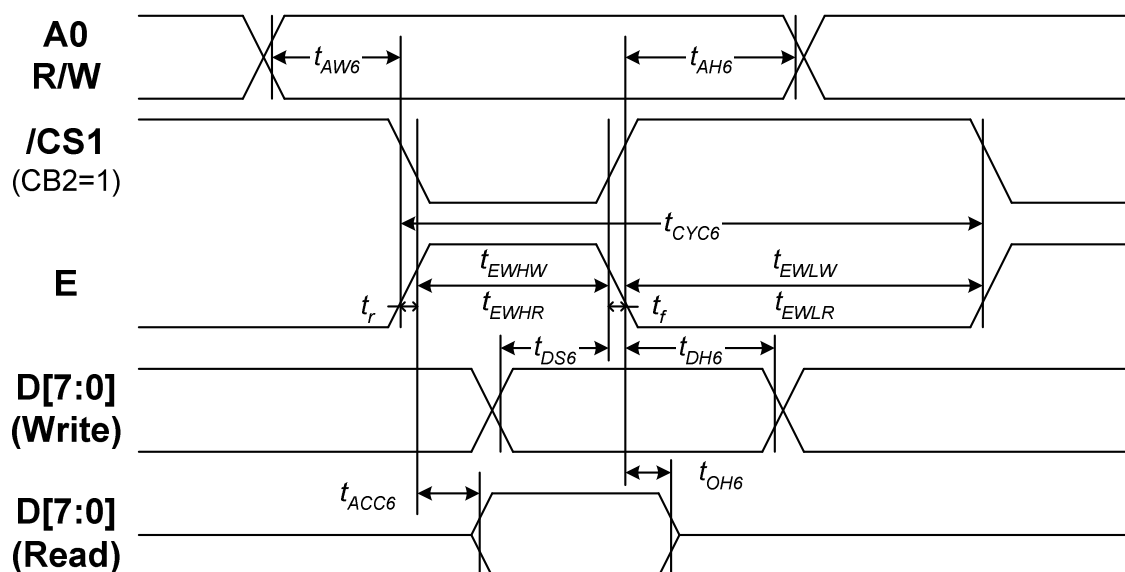 A0
R/W
tAW6
tAH6
/CS1
(CB2=1)
tCYC6
E
tEWHW
tEWLW
tr
tEWHR
tf
tEWLR
tDS6
tDH6
D[7:0]
(Write)
tACC6
tOH6
D[7:0]
(Read)